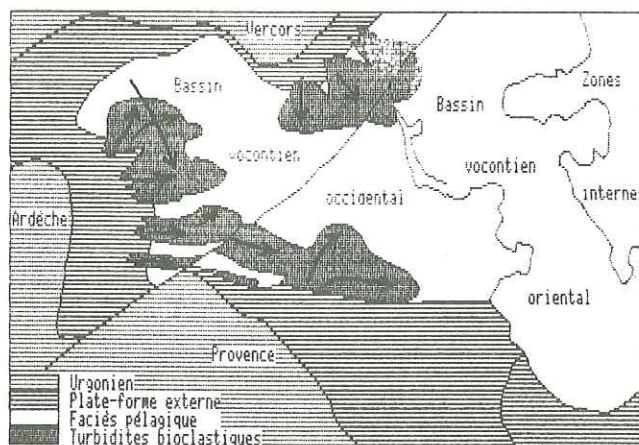 Vercors
Bassin
Zones
Bassin
vocontien
vocontien
internes
occidental
Ardèche
oriental
Provence
Urgonien
Plate-forme externe
Faciès pélagique
Turbidites bioclastiques